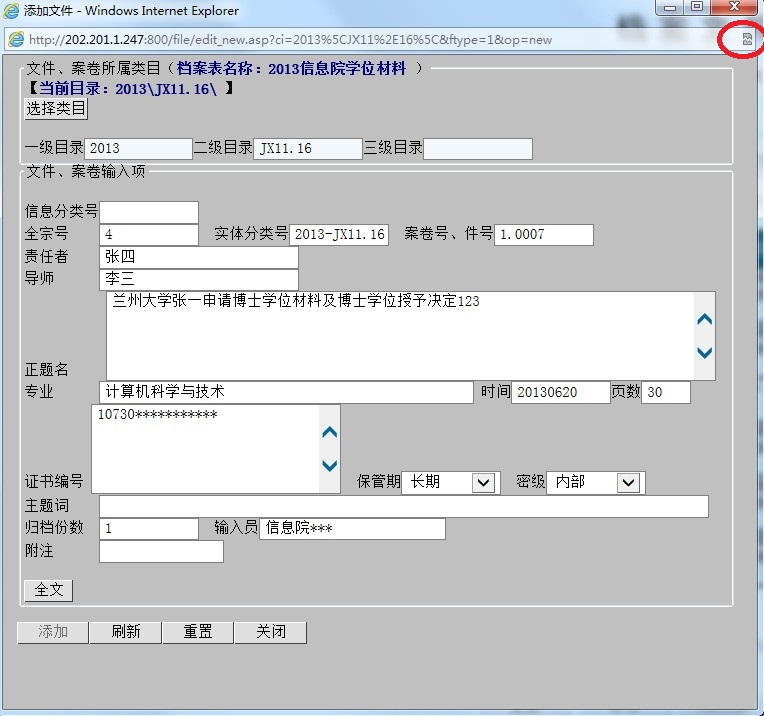 添加文件 - Windows Internet Explorer
http://202.201.1.247:800/file/edit_new.asp?ci=2013%5CJX11%2E16%5C&ftype=1&op=new
文件、案卷所属类目（档案表名称：2013信息院学位材料 ）
【当前目录：2013\JX11.16\ 】
选择类目
一级目录 2013 二级目录 JX11.16 三级目录
文件、案卷输入项
信息分类号
全宗号 4 实体分类号 2013-JX11.16 案卷号、件号 1.0007
责任者 张四
导师 李三
兰州大学张一申请博士学位材料及博士学位授予决定123
正题名
专业 计算机科学与技术 时间 20130620 页数 30
10730***********
证书编号 保管期 长期 密级 内部
主题词
归档份数 1 输入员 信息院***
附注
全文
添加 刷新 重置 关闭